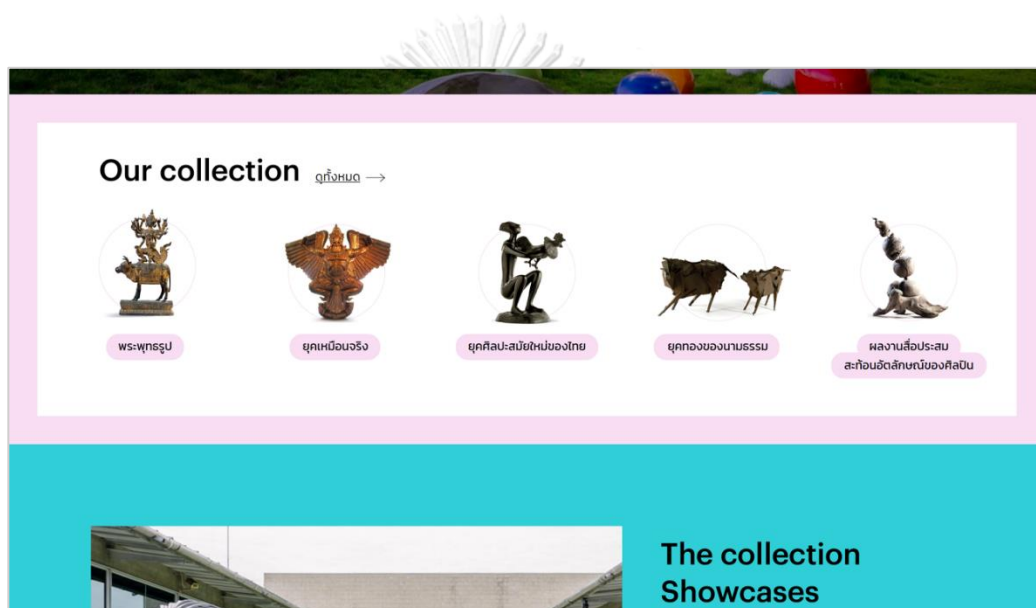 Our collection ดูทั้งหมด
พระพุทธรูป
ยุคเหมือนจริง
ยุคศิลปะสมัยใหม่ของไทย
ยุคทองของนามธรรม
ผลงานสื่อประสม
สะท้อนอัตลักษณ์ของศิลปิน
The collection
Showcases